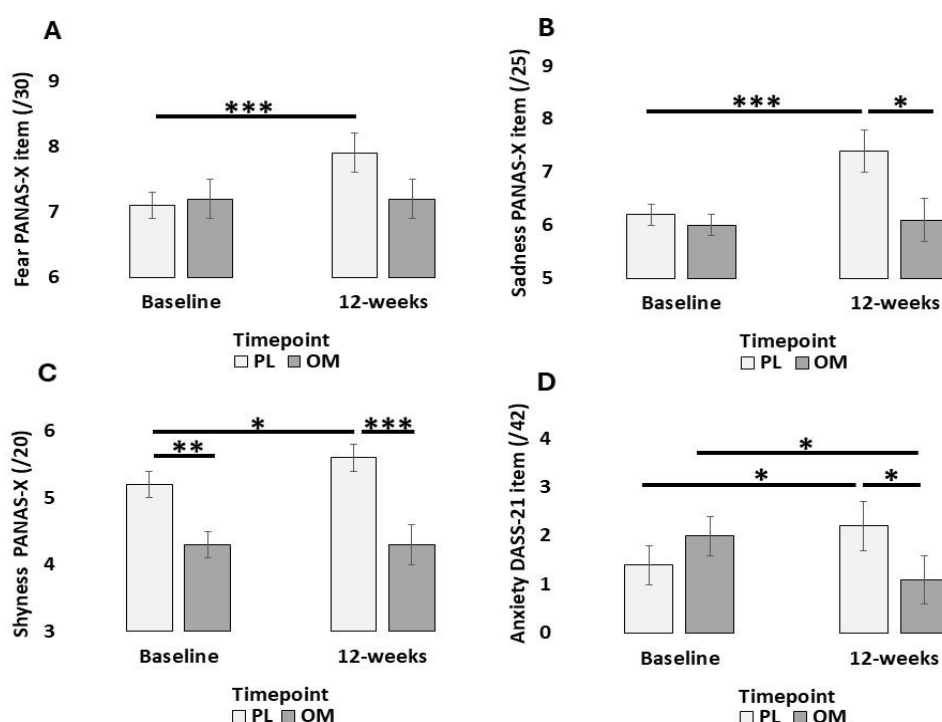 A
Fear PANAS-X item (/30)
9
8
7
6
***
Baseline
12-weeks
Timepoint
PL OM
B
Sadness PANAS-X item (/25)
9
8
7
6
5
***
*
Baseline
12-weeks
Timepoint
PL OM
C
Shyness PANAS-X (/20)
6
5
4
3
**
*
***
Baseline
12-weeks
Timepoint
PL OM
D
Anxiety DASS-21 item (/42)
4
3
2
1
0
*
*
*
Baseline
12-weeks
Timepoint
PL OM